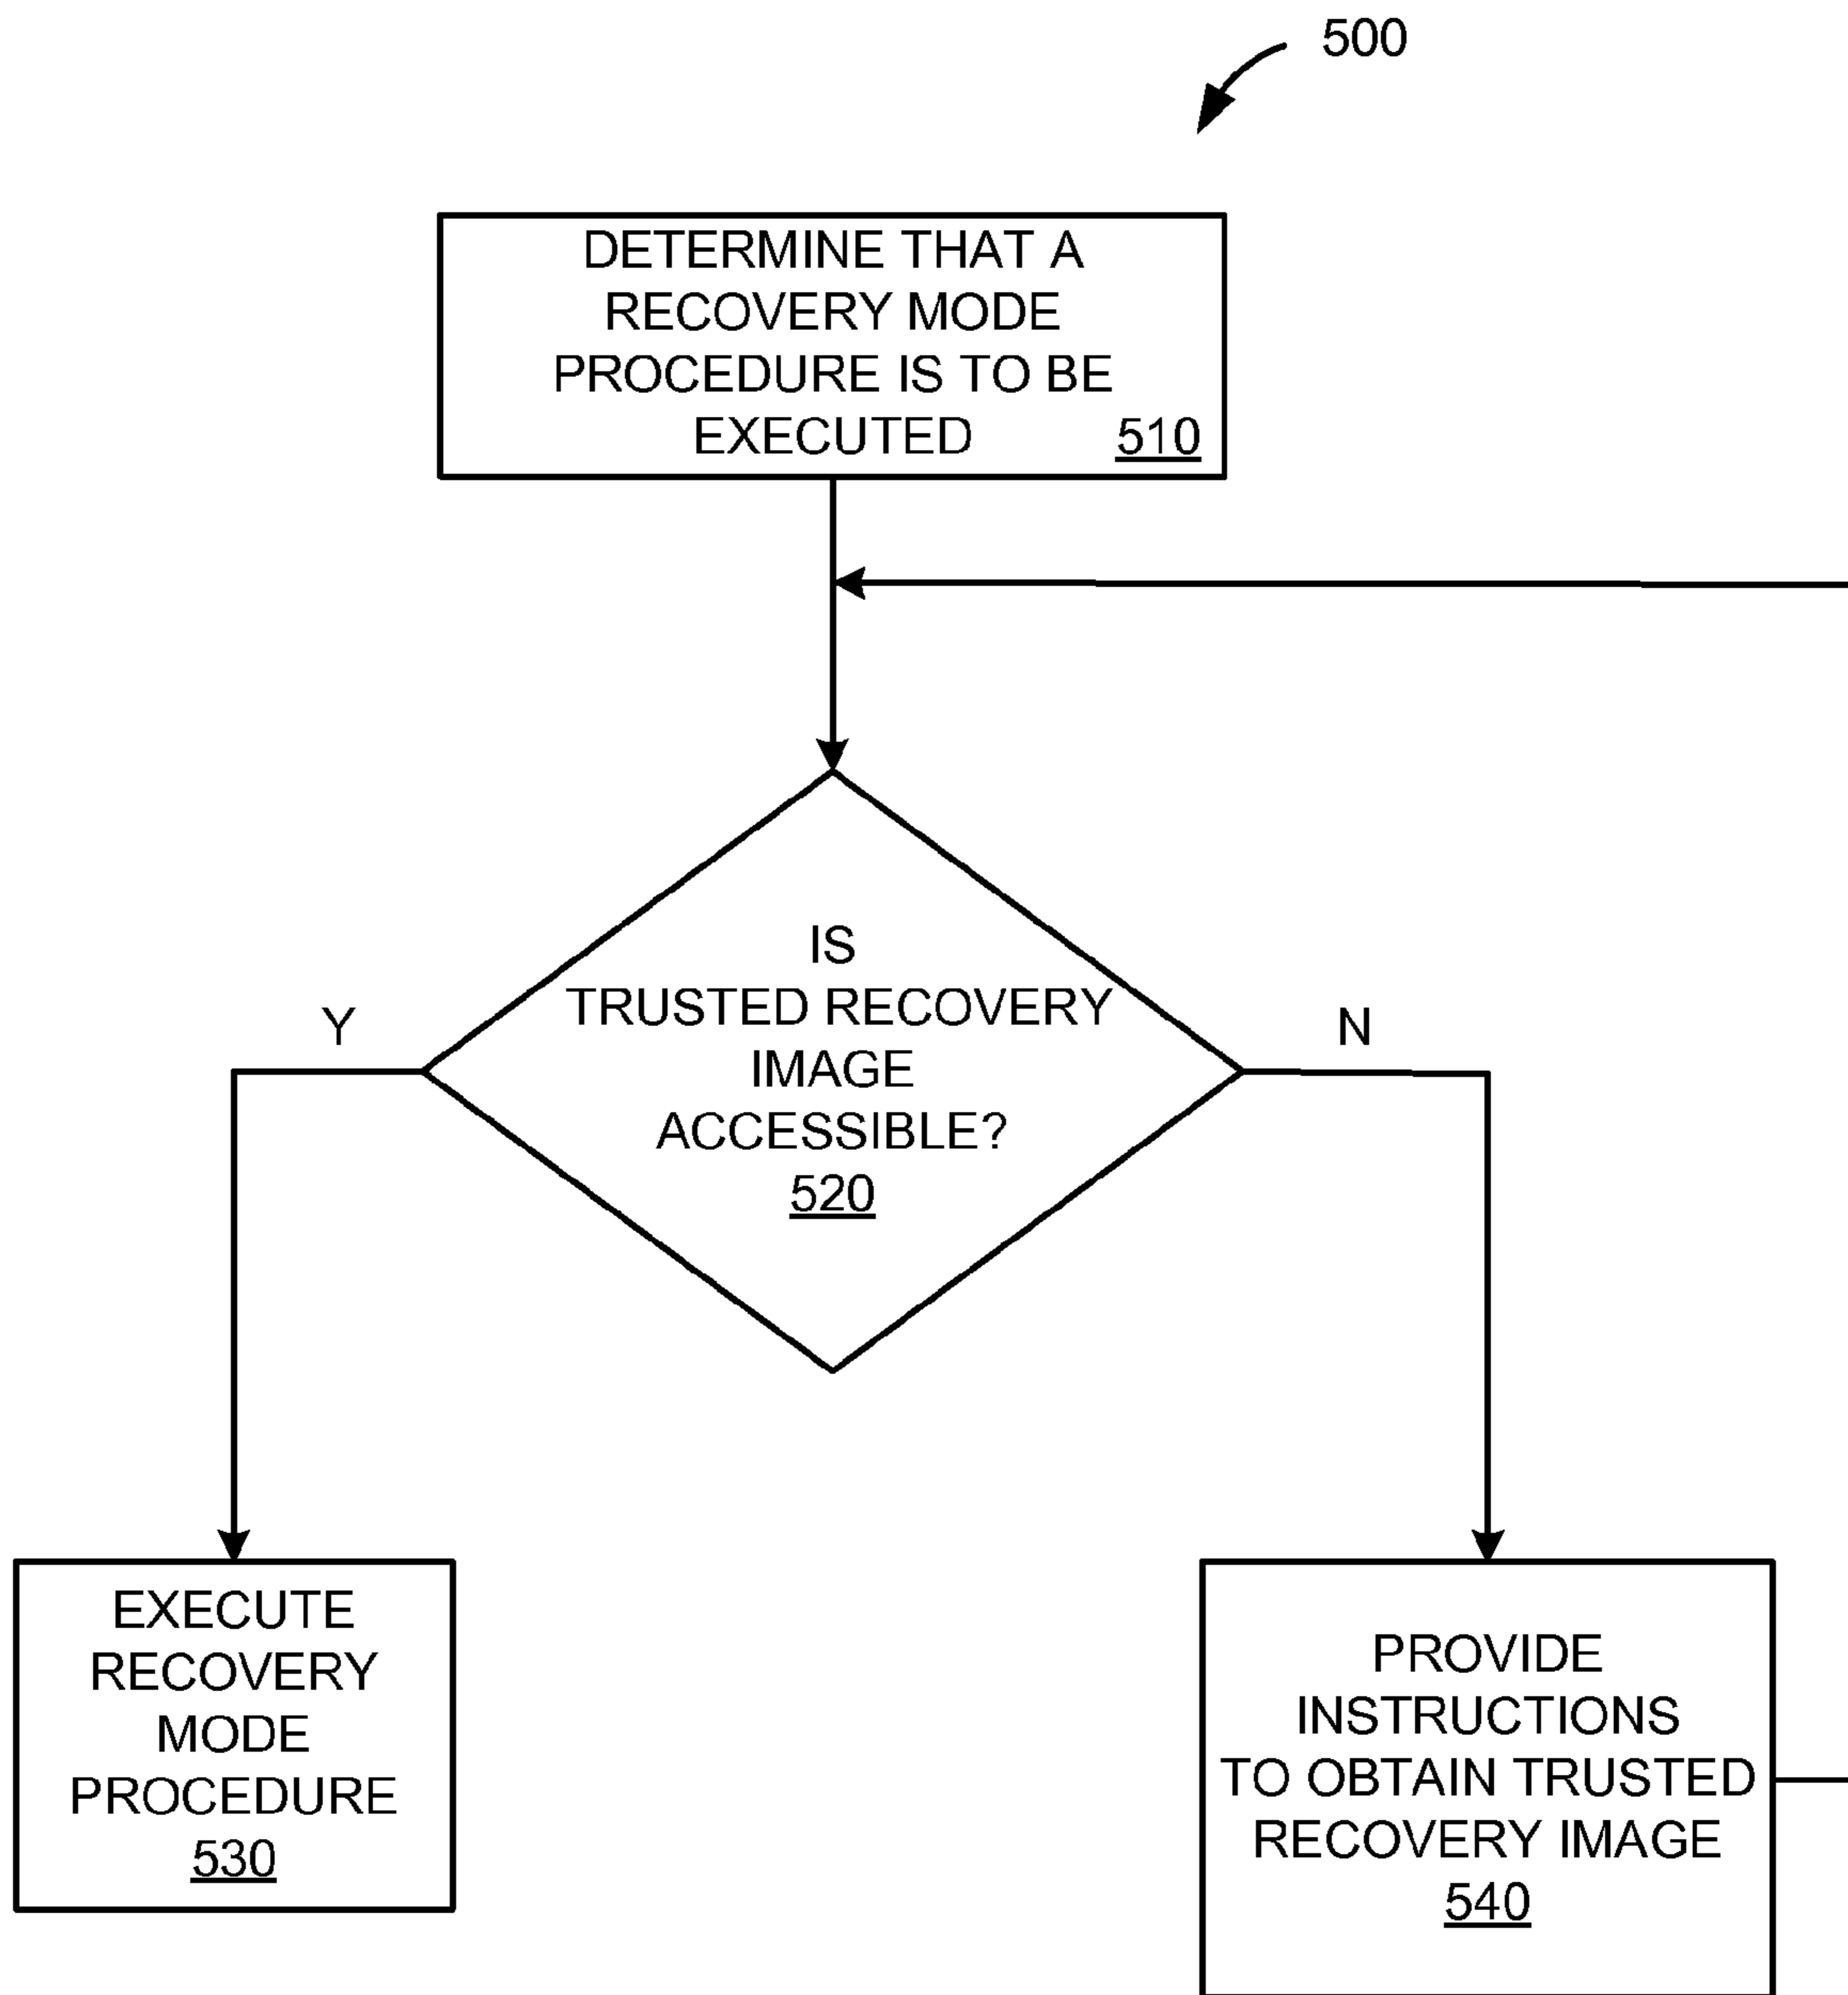 500
DETERMINE THAT A
RECOVERY MODE
PROCEDURE IS TO BE
EXECUTED 510
IS
TRUSTED RECOVERY
IMAGE
ACCESSIBLE?
520
Y
N
EXECUTE
RECOVERY
MODE
PROCEDURE
530
PROVIDE
INSTRUCTIONS
TO OBTAIN TRUSTED
RECOVERY IMAGE
540